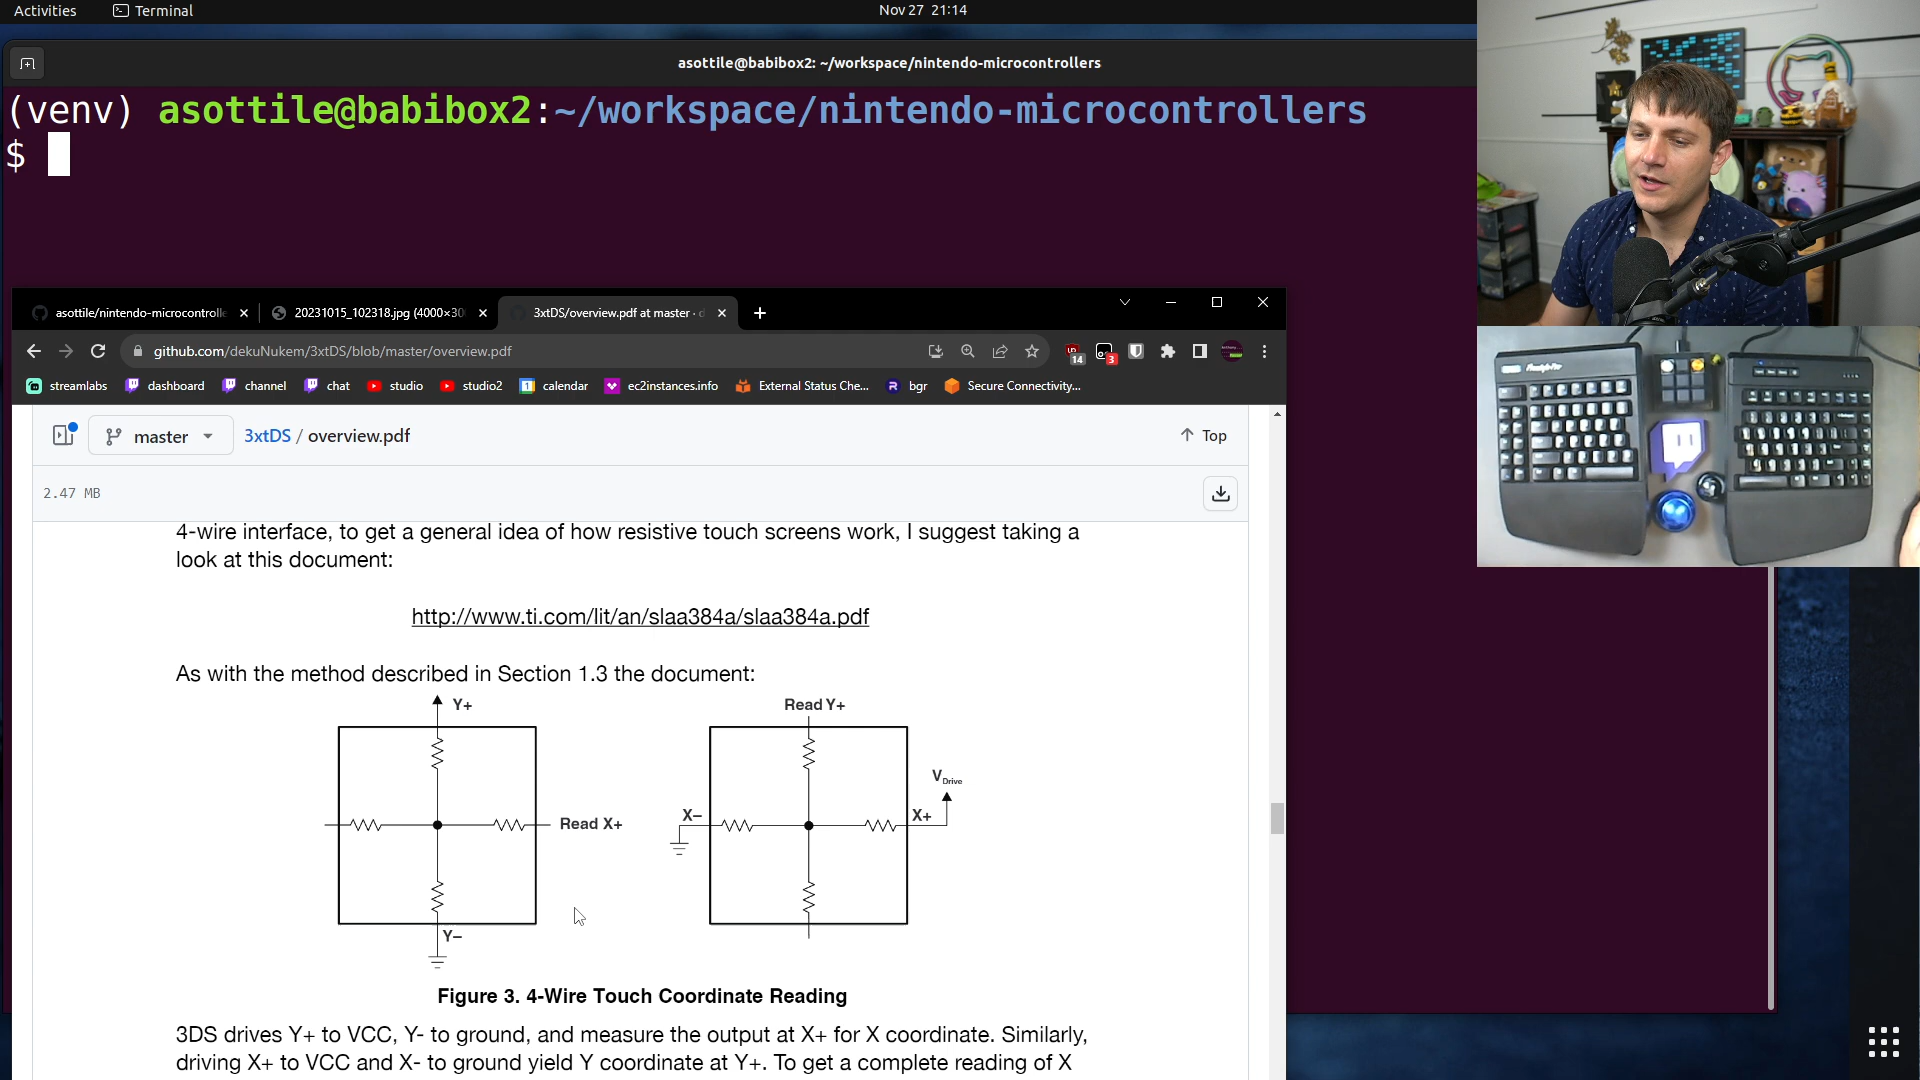 Activities
Terminal
Nov 27 21:14
asottile@babibox2: ~/workspace/nintendo-microcontrollers
(venv) asottile@babibox2:~/workspace/nintendo-microcontrollers
$
asottile/nintendo-microcontrolle
20231015_102318.jpg (4000×30
3xtDS/overview.pdf at master · d
github.com/dekuNukem/3xtDS/blob/master/overview.pdf
14
3
streamlabs
dashboard
channel
chat
studio
studio2
calendar
ec2instances.info
External Status Che...
bgr
Secure Connectivity...
master
3xtDS / overview.pdf
Top
2.47 MB
4-wire interface, to get a general idea of how resistive touch screens work, I suggest taking a
look at this document:
http://www.ti.com/lit/an/slaa384a/slaa384a.pdf
As with the method described in Section 1.3 the document:
Y+
Read Y+
VDrive
Read X+
X–
X+
Y–
Figure 3. 4-Wire Touch Coordinate Reading
3DS drives Y+ to VCC, Y- to ground, and measure the output at X+ for X coordinate. Similarly,
driving X+ to VCC and X- to ground yield Y coordinate at Y+. To get a complete reading of X